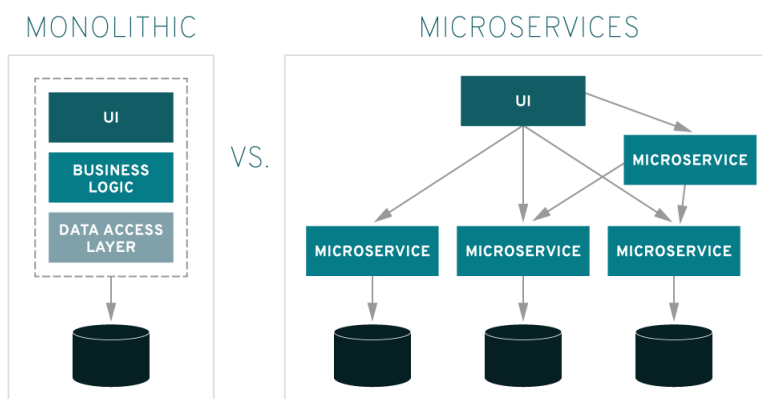 MONOLITHIC
UI
BUSINESS
LOGIC
DATA ACCESS
LAYER
VS.
MICROSERVICES
UI
MICROSERVICE
MICROSERVICE
MICROSERVICE
MICROSERVICE